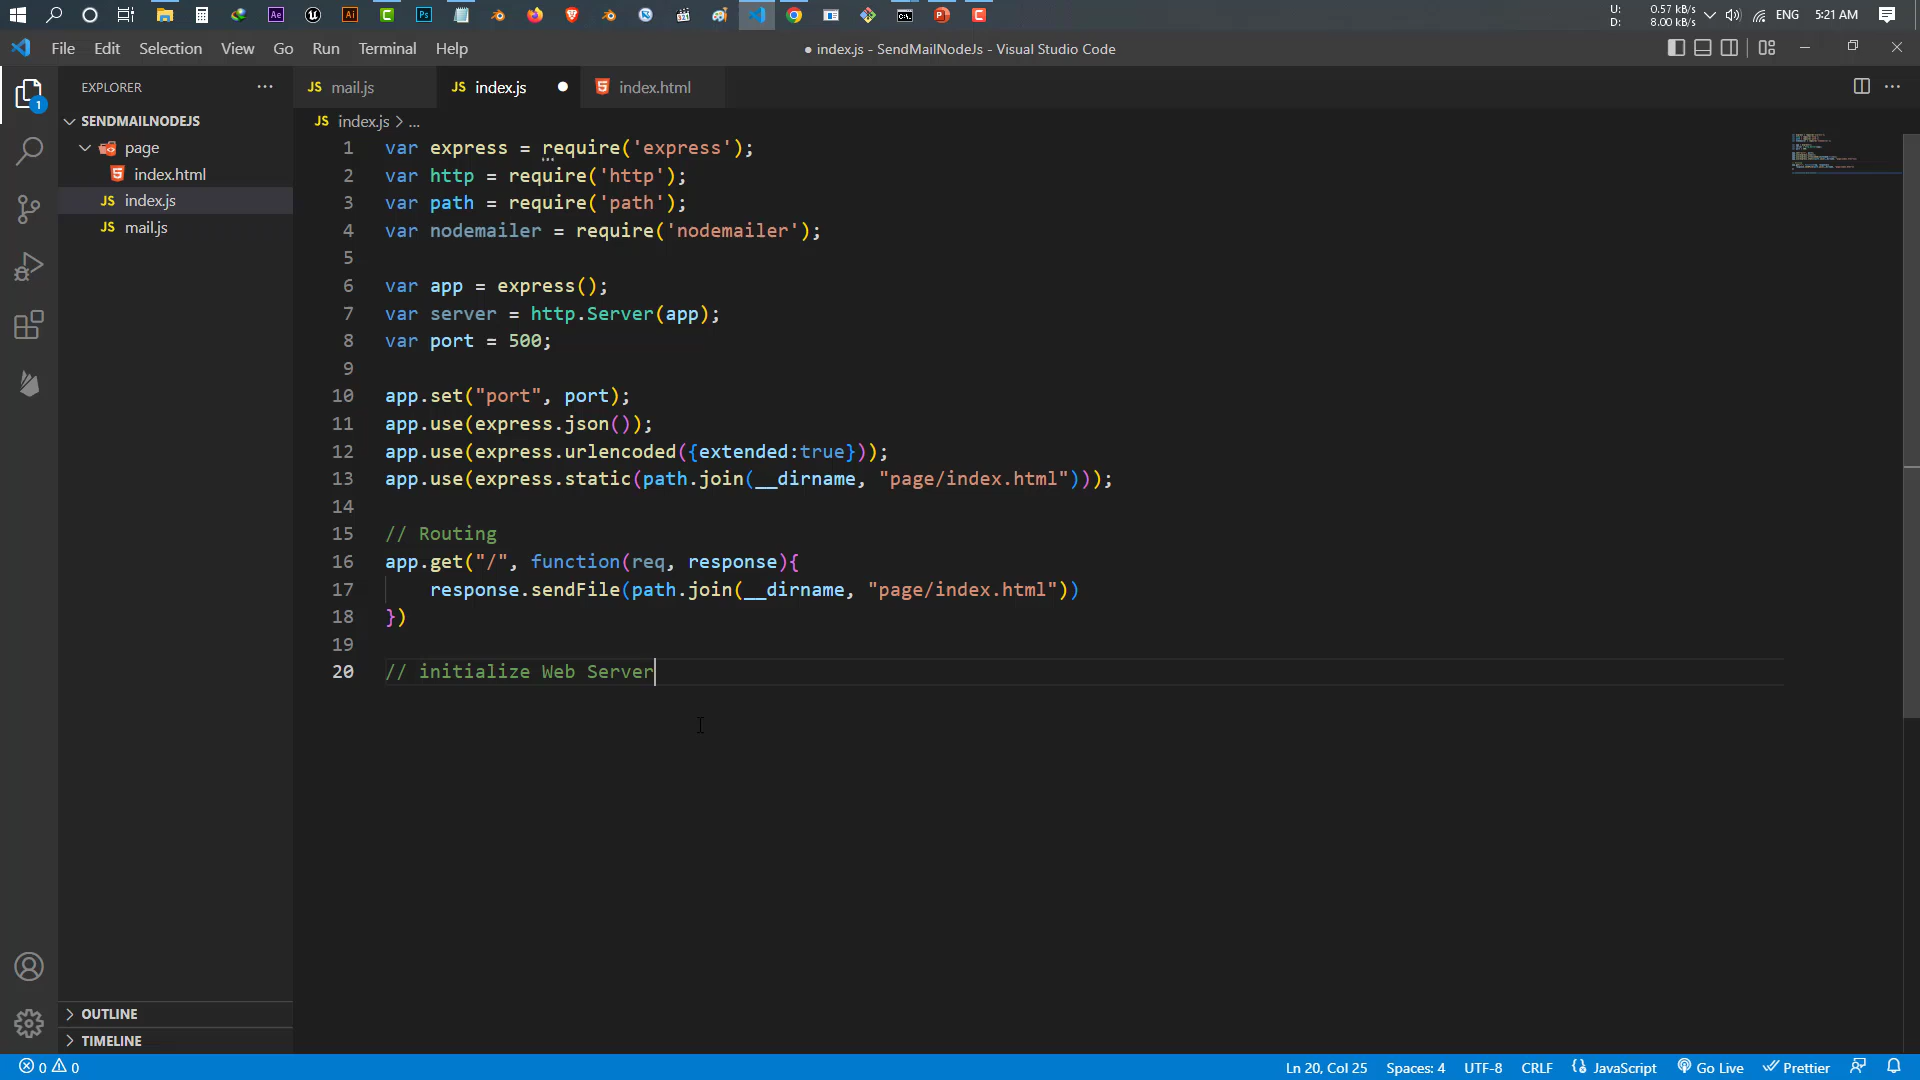 U: 0.57 kB/s
D: 8.00 kB/s
ENG 5:21 AM
File Edit Selection View Go Run Terminal Help
● index.js - SendMailNodeJs - Visual Studio Code
EXPLORER
JS mail.js JS index.js index.html
SENDMAILNODEJS
page
index.html
JS index.js
JS mail.js
OUTLINE
TIMELINE
JS index.js > ...
1 var express = require('express');
2 var http = require('http');
3 var path = require('path');
4 var nodemailer = require('nodemailer');
5
6 var app = express();
7 var server = http.Server(app);
8 var port = 500;
9
10 app.set("port", port);
11 app.use(express.json());
12 app.use(express.urlencoded({extended:true}));
13 app.use(express.static(path.join(__dirname, "page/index.html")));
14
15 // Routing
16 app.get("/", function(req, response){
17 response.sendFile(path.join(__dirname, "page/index.html"))
18 })
19
20 // initialize Web Server
0 0 Ln 20, Col 25 Spaces: 4 UTF-8 CRLF JavaScript Go Live Prettier